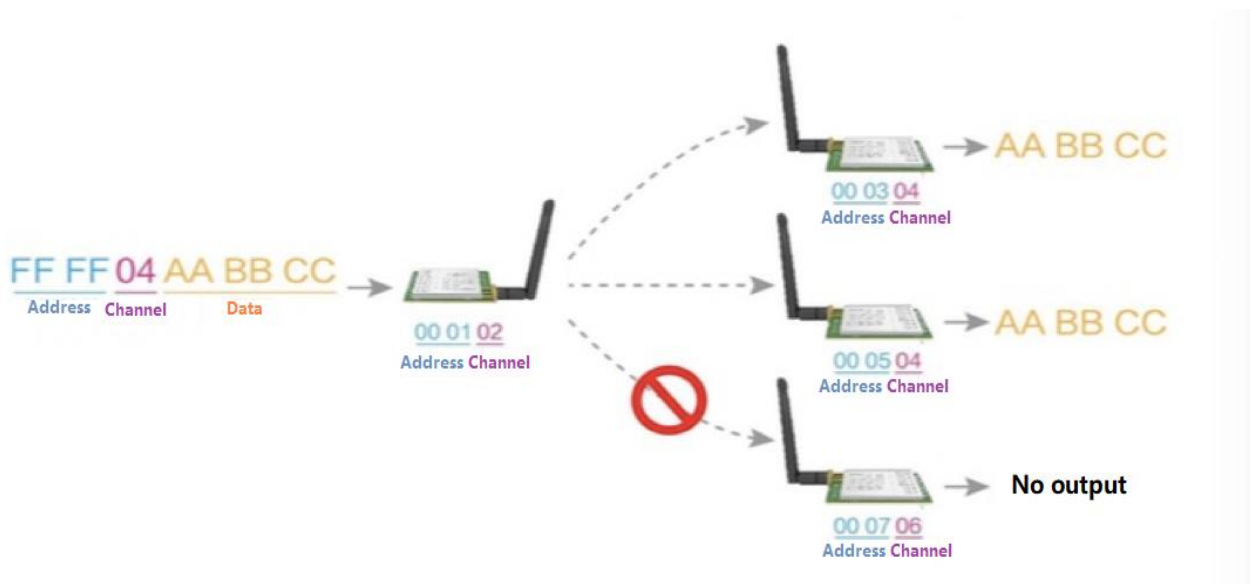 FF FF 04 AA BB CC
Address Channel Data
00 01 02
Address Channel
00 03 04
Address Channel
AA BB CC
00 05 04
Address Channel
AA BB CC
00 07 06
Address Channel
No output